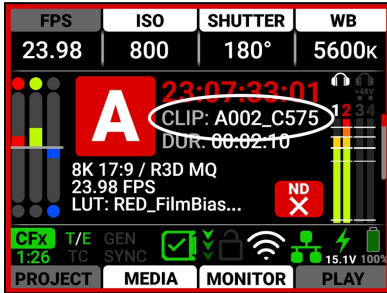 FPS ISO SHUTTER WB
23.98 800 180° 5600K
23:07:33:01
A
CLIP: A002_C575
DUR: 00:02:10
+48V
1 2 3 4
8K 17:9 / R3D MQ
23.98 FPS
LUT: RED_FilmBias...
ND
CFx T/E GEN
1:26 TC SYNC
15.1V 100%
PROJECT MEDIA MONITOR PLAY